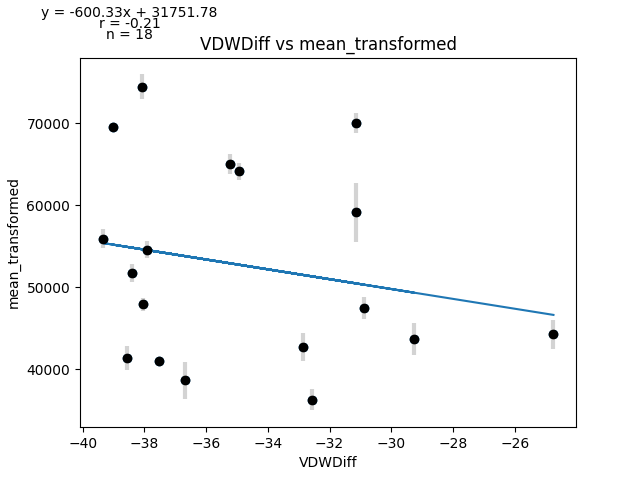 y = -600.33x + 31751.78
r = -0.21
n = 18
VDWDiff vs mean_transformed
70000
60000
50000
40000
mean_transformed
−40
−38
−36
−34
−32
−30
−28
−26
VDWDiff